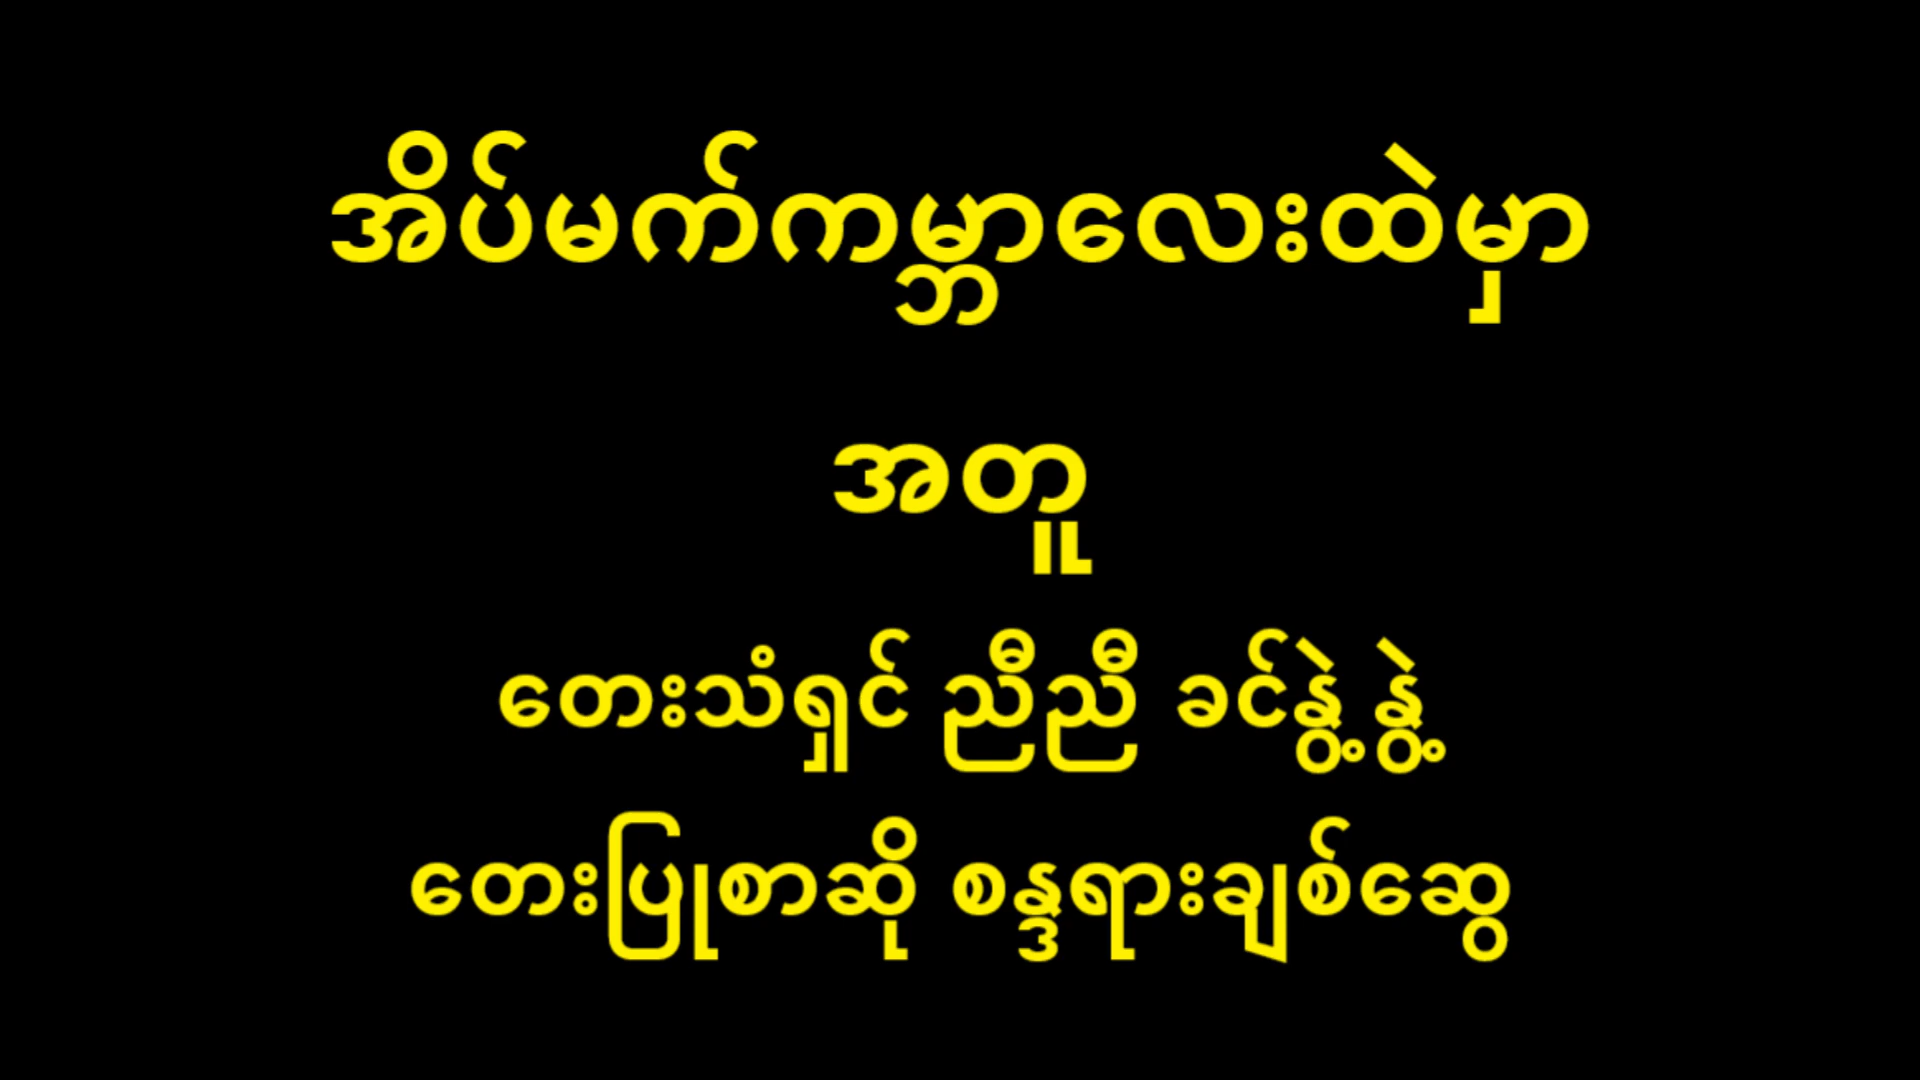 အိပ်မက်ကမ္ဘာလေးထဲမှာ
အတူ
တေးသံရှင် ညီညီ ခင်နွဲ့နွဲ့
တေးပြုစာဆို စန္ဒရားချစ်ဆွေ